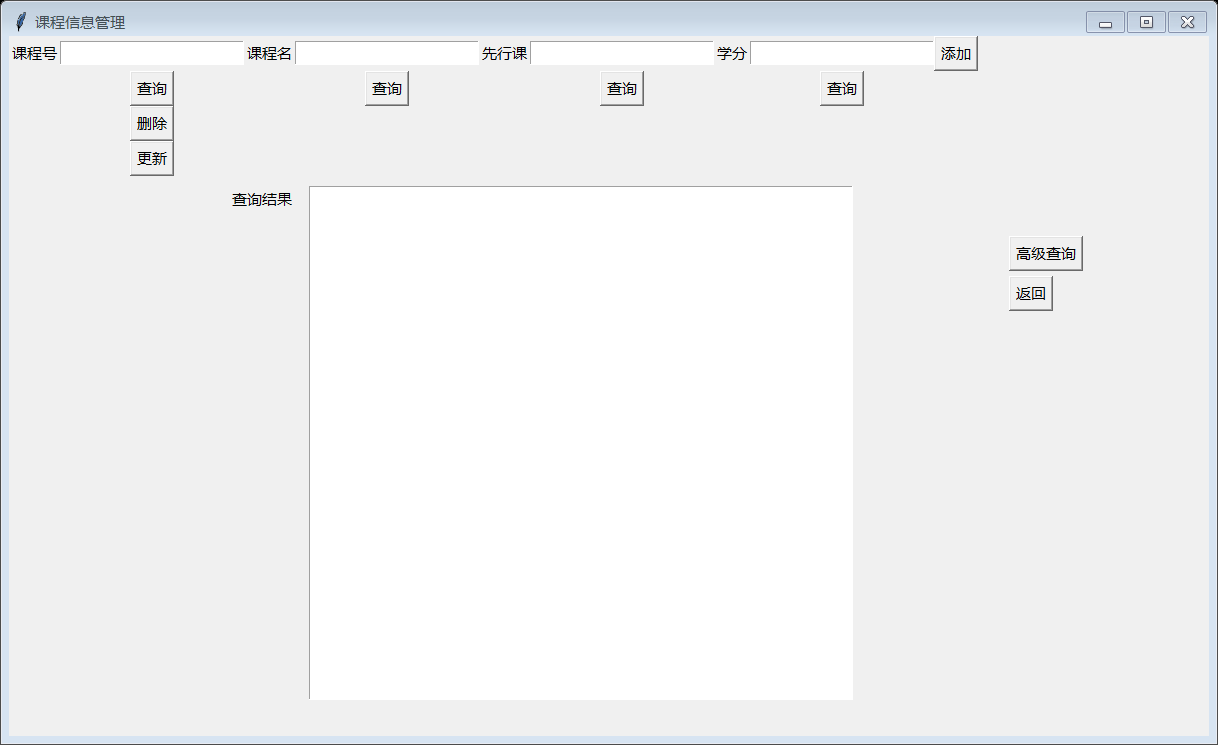 课程信息管理
课程号 课程名 先行课 学分 添加
查询 查询 查询 查询
删除
更新
查询结果
高级查询
返回